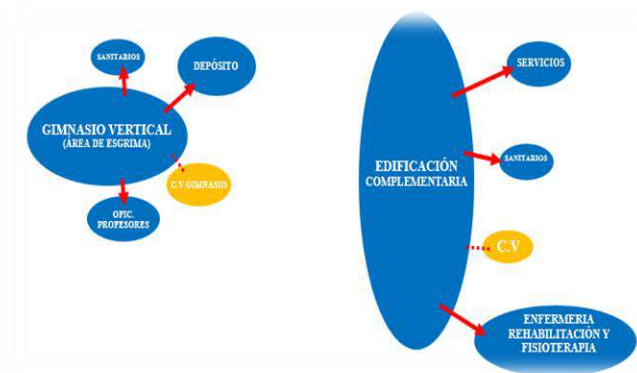 SANITARIOS
DEPÓSITO
GIMNASIO VERTICAL
(ÁREA DE ESGRIMA)
C.V GIMNASIO
OFIC.
PROFESORES
SERVICIOS
EDIFICACIÓN
COMPLEMENTARIA
SANITARIOS
C.V
ENFERMERIA
REHABILITACIÓN Y
FISIOTERAPIA